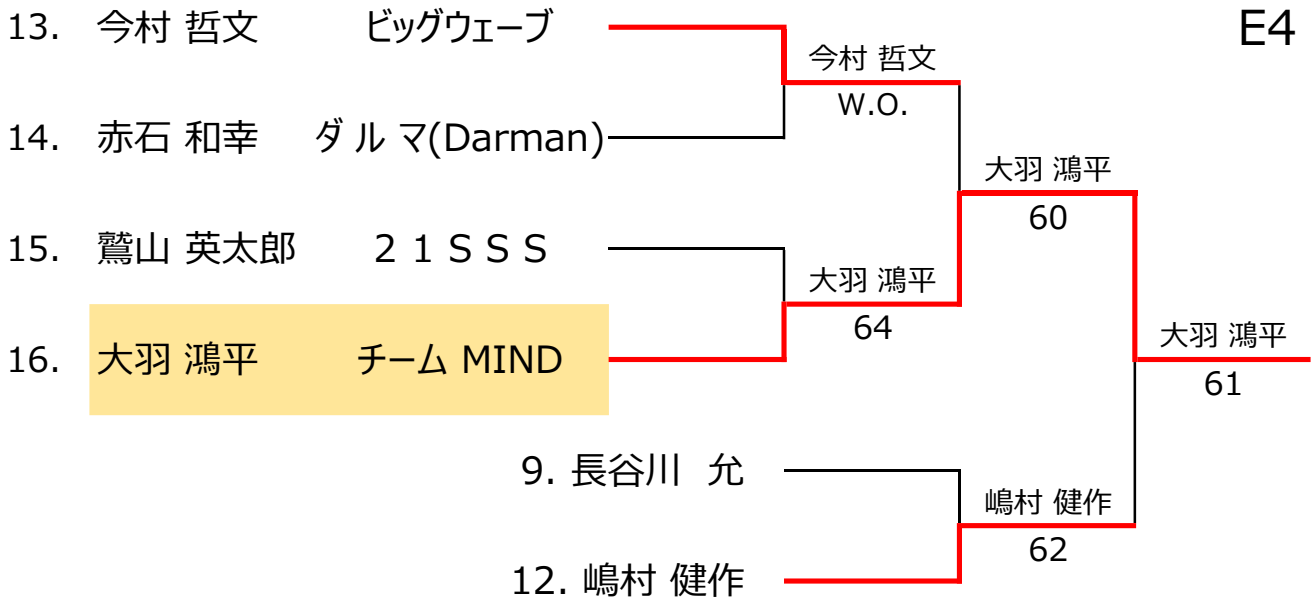 E4
13. 今村 哲文 ビッグウェーブ
今村 哲文
W.O.
14. 赤石 和幸 ダ ル マ(Darman)
大羽 鴻平
60
15. 鷲山 英太郎 2 1 S S S
大羽 鴻平
64
16. 大羽 鴻平 チーム MIND
大羽 鴻平
61
9. 長谷川 允
嶋村 健作
62
12. 嶋村 健作